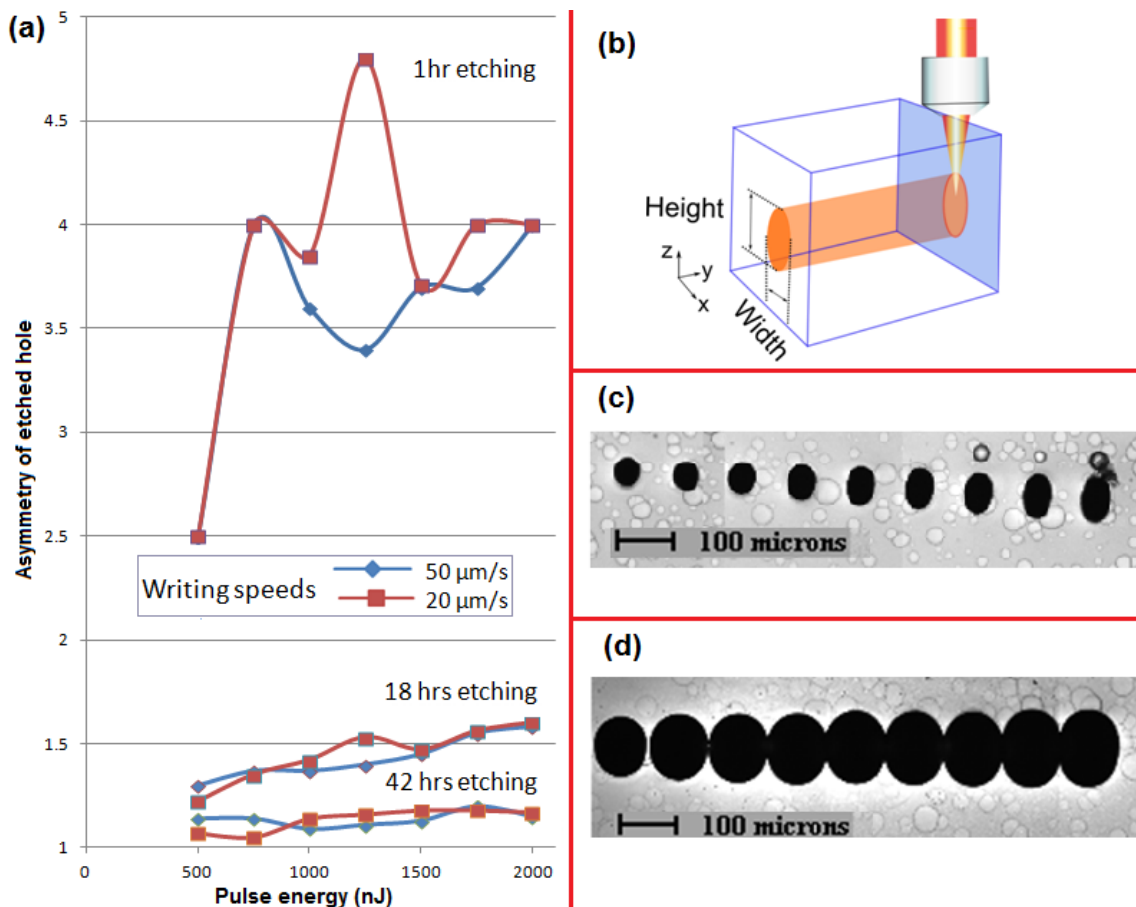 (a)
5
4.5
4
3.5
3
2.5
2
1.5
1
1hr etching
Asymmetry of etched hole
Writing speeds
50 µm/s
20 µm/s
18 hrs etching
42 hrs etching
0
500
1000
1500
2000
Pulse energy (nJ)
(b)
Height
z
y
x
Width
(c)
100 microns
(d)
100 microns